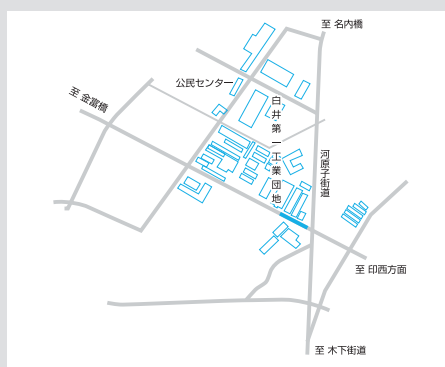 至 名内橋
公民センター
至 金富橋
白井第一工業団地
河原子街道
至 印西方面
至 木下街道